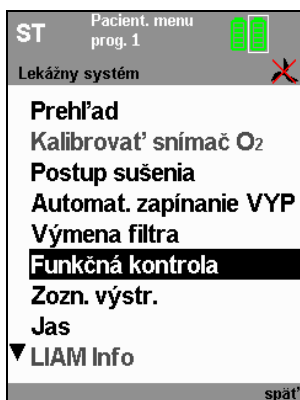 ST
Pacient. menu
prog. 1
Lekážny systém
Prehľad
Kalibrovať snímač O₂
Postup sušenia
Automat. zapínanie VYP
Výmena filtra
Funkčná kontrola
Zozn. výstr.
Jas
LIAM Info
späť